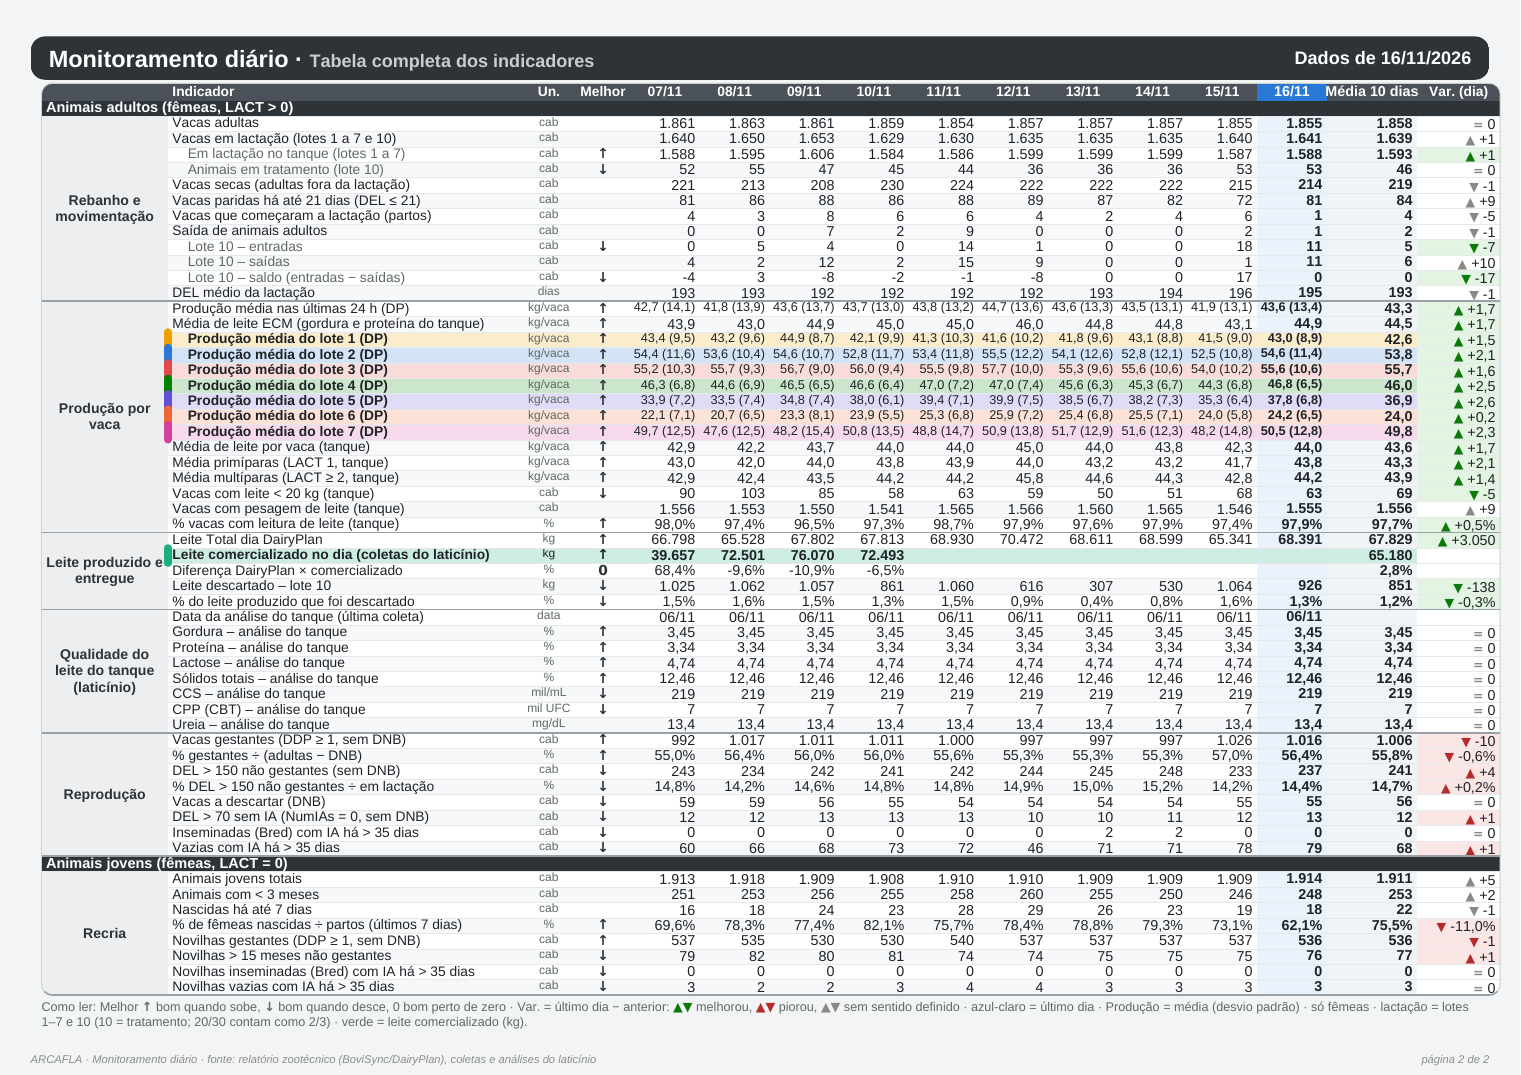 Monitoramento diário · Tabela completa dos indicadores Dados de 16/11/2026
Indicador Un. Melhor 07/11 08/11 09/11 10/11 11/11 12/11 13/11 14/11 15/11 16/11 Média 10 dias Var. (dia)
Animais adultos (fêmeas, LACT > 0)
Rebanho e movimentação
Vacas adultas cab 1.861 1.863 1.861 1.859 1.854 1.857 1.857 1.857 1.855 1.855 1.858 = 0
Vacas em lactação (lotes 1 a 7 e 10) cab 1.640 1.650 1.653 1.629 1.630 1.635 1.635 1.635 1.640 1.641 1.639 ▲ +1
Em lactação no tanque (lotes 1 a 7) cab ↑ 1.588 1.595 1.606 1.584 1.586 1.599 1.599 1.599 1.587 1.588 1.593 ▲ +1
Animais em tratamento (lote 10) cab ↓ 52 55 47 45 44 36 36 36 53 53 46 = 0
Vacas secas (adultas fora da lactação) cab 221 213 208 230 224 222 222 222 215 214 219 ▼ -1
Vacas paridas há até 21 dias (DEL ≤ 21) cab 81 86 88 86 88 89 87 82 72 81 84 ▲ +9
Vacas que começaram a lactação (partos) cab 4 3 8 6 6 4 2 4 6 1 4 ▼ -5
Saída de animais adultos cab 0 0 7 2 9 0 0 0 2 1 2 ▼ -1
Lote 10 – entradas cab ↓ 0 5 4 0 14 1 0 0 18 11 5 ▼ -7
Lote 10 – saídas cab 4 2 12 2 15 9 0 0 1 11 6 ▲ +10
Lote 10 – saldo (entradas − saídas) cab ↓ -4 3 -8 -2 -1 -8 0 0 17 0 0 ▼ -17
DEL médio da lactação dias 193 193 192 192 192 192 193 194 196 195 193 ▼ -1
Produção por vaca
Produção média nas últimas 24 h (DP) kg/vaca ↑ 42,7 (14,1) 41,8 (13,9) 43,6 (13,7) 43,7 (13,0) 43,8 (13,2) 44,7 (13,6) 43,6 (13,3) 43,5 (13,1) 41,9 (13,1) 43,6 (13,4) 43,3 ▲ +1,7
Média de leite ECM (gordura e proteína do tanque) kg/vaca ↑ 43,9 43,0 44,9 45,0 45,0 46,0 44,8 44,8 43,1 44,9 44,5 ▲ +1,7
Produção média do lote 1 (DP) kg/vaca ↑ 43,4 (9,5) 43,2 (9,6) 44,9 (8,7) 42,1 (9,9) 41,3 (10,3) 41,6 (10,2) 41,8 (9,6) 43,1 (8,8) 41,5 (9,0) 43,0 (8,9) 42,6 ▲ +1,5
Produção média do lote 2 (DP) kg/vaca ↑ 54,4 (11,6) 53,6 (10,4) 54,6 (10,7) 52,8 (11,7) 53,4 (11,8) 55,5 (12,2) 54,1 (12,6) 52,8 (12,1) 52,5 (10,8) 54,6 (11,4) 53,8 ▲ +2,1
Produção média do lote 3 (DP) kg/vaca ↑ 55,2 (10,3) 55,7 (9,3) 56,7 (9,0) 56,0 (9,4) 55,5 (9,8) 57,7 (10,0) 55,3 (9,6) 55,6 (10,6) 54,0 (10,2) 55,6 (10,6) 55,7 ▲ +1,6
Produção média do lote 4 (DP) kg/vaca ↑ 46,3 (6,8) 44,6 (6,9) 46,5 (6,5) 46,6 (6,4) 47,0 (7,2) 47,0 (7,4) 45,6 (6,3) 45,3 (6,7) 44,3 (6,8) 46,8 (6,5) 46,0 ▲ +2,5
Produção média do lote 5 (DP) kg/vaca ↑ 33,9 (7,2) 33,5 (7,4) 34,8 (7,4) 38,0 (6,1) 39,4 (7,1) 39,9 (7,5) 38,5 (6,7) 38,2 (7,3) 35,3 (6,4) 37,8 (6,8) 36,9 ▲ +2,6
Produção média do lote 6 (DP) kg/vaca ↑ 22,1 (7,1) 20,7 (6,5) 23,3 (8,1) 23,9 (5,5) 25,3 (6,8) 25,9 (7,2) 25,4 (6,8) 25,5 (7,1) 24,0 (5,8) 24,2 (6,5) 24,0 ▲ +0,2
Produção média do lote 7 (DP) kg/vaca ↑ 49,7 (12,5) 47,6 (12,5) 48,2 (15,4) 50,8 (13,5) 48,8 (14,7) 50,9 (13,8) 51,7 (12,9) 51,6 (12,3) 48,2 (14,8) 50,5 (12,8) 49,8 ▲ +2,3
Média de leite por vaca (tanque) kg/vaca ↑ 42,9 42,2 43,7 44,0 44,0 45,0 44,0 43,8 42,3 44,0 43,6 ▲ +1,7
Média primíparas (LACT 1, tanque) kg/vaca ↑ 43,0 42,0 44,0 43,8 43,9 44,0 43,2 43,2 41,7 43,8 43,3 ▲ +2,1
Média multíparas (LACT ≥ 2, tanque) kg/vaca ↑ 42,9 42,4 43,5 44,2 44,2 45,8 44,6 44,3 42,8 44,2 43,9 ▲ +1,4
Vacas com leite < 20 kg (tanque) cab ↓ 90 103 85 58 63 59 50 51 68 63 69 ▼ -5
Vacas com pesagem de leite (tanque) cab 1.556 1.553 1.550 1.541 1.565 1.565 1.561 1.565 1.546 1.555 1.556 ▲ +9
% vacas com leitura de leite (tanque) % ↑ 98,0% 97,4% 96,5% 97,3% 98,7% 97,9% 97,6% 97,9% 97,4% 97,9% 97,7% ▲ +0,5%
Leite produzido e entregue
Leite Total dia DairyPlan kg ↑ 66.798 65.528 67.802 67.813 68.930 70.472 68.611 68.599 65.341 68.391 67.829 ▲ +3.050
Leite comercializado no dia (coletas do laticínio) kg ↑ 39.657 72.501 76.070 72.493 65.180
Diferença DairyPlan × comercializado % 0 68,4% -9,6% -10,9% -6,5% 2,8%
Leite descartado – lote 10 kg ↓ 1.025 1.062 1.057 861 1.060 616 307 530 1.064 926 851 ▼ -138
% do leite produzido que foi descartado % ↓ 1,5% 1,6% 1,5% 1,3% 1,5% 0,9% 0,4% 0,8% 1,6% 1,3% 1,2% ▼ -0,3%
Qualidade do leite do tanque (laticínio)
Data da análise do tanque (última coleta) data 06/11 06/11 06/11 06/11 06/11 06/11 06/11 06/11 06/11 06/11
Gordura – análise do tanque % ↑ 3,45 3,45 3,45 3,45 3,45 3,45 3,45 3,45 3,45 3,45 3,45 = 0
Proteína – análise do tanque % ↑ 3,34 3,34 3,34 3,34 3,34 3,34 3,34 3,34 3,34 3,34 3,34 = 0
Lactose – análise do tanque % ↑ 4,74 4,74 4,74 4,74 4,74 4,74 4,74 4,74 4,74 4,74 4,74 = 0
Sólidos totais – análise do tanque % ↑ 12,46 12,46 12,46 12,46 12,46 12,46 12,46 12,46 12,46 12,46 12,46 = 0
CCS – análise do tanque mil/mL ↓ 219 219 219 219 219 219 219 219 219 219 219 = 0
CPP (CBT) – análise do tanque mil UFC ↓ 7 7 7 7 7 7 7 7 7 7 7 = 0
Ureia – análise do tanque mg/dL 13,4 13,4 13,4 13,4 13,4 13,4 13,4 13,4 13,4 13,4 13,4 = 0
Reprodução
Vacas gestantes (DDP ≥ 1, sem DNB) cab ↑ 992 1.017 1.011 1.011 1.000 997 997 997 1.026 1.016 1.006 ▼ -10
% gestantes ÷ (adultas − DNB) % ↑ 55,0% 56,4% 56,0% 56,0% 55,6% 55,3% 55,3% 55,3% 57,0% 56,4% 55,8% ▼ -0,6%
DEL > 150 não gestantes (sem DNB) cab ↓ 243 234 242 241 242 244 245 248 233 237 241 ▲ +4
% DEL > 150 não gestantes ÷ em lactação % ↓ 14,8% 14,2% 14,6% 14,8% 14,8% 14,9% 15,0% 15,2% 14,2% 14,4% 14,7% ▲ +0,2%
Vacas a descartar (DNB) cab ↓ 59 59 56 55 54 54 54 54 55 55 56 = 0
DEL > 70 sem IA (NumIAs = 0, sem DNB) cab ↓ 12 12 13 13 13 10 10 11 12 13 12 ▲ +1
Inseminadas (Bred) com IA há > 35 dias cab ↓ 0 0 0 0 0 0 2 2 0 0 0 = 0
Vazias com IA há > 35 dias cab ↓ 60 66 68 73 72 46 71 71 78 79 68 ▲ +1
Animais jovens (fêmeas, LACT = 0)
Recria
Animais jovens totais cab 1.913 1.918 1.909 1.908 1.910 1.910 1.909 1.909 1.909 1.914 1.911 ▲ +5
Animais com < 3 meses cab 251 253 256 255 258 260 255 250 246 248 253 ▲ +2
Nascidas há até 7 dias cab 16 18 24 23 28 29 26 23 19 18 22 ▼ -1
% de fêmeas nascidas ÷ partos (últimos 7 dias) % ↑ 69,6% 78,3% 77,4% 82,1% 75,7% 78,4% 78,8% 79,3% 73,1% 62,1% 75,5% ▼ -11,0%
Novilhas gestantes (DDP ≥ 1, sem DNB) cab ↑ 537 535 530 530 540 537 537 537 537 536 536 ▼ -1
Novilhas > 15 meses não gestantes cab ↓ 79 82 80 81 74 74 75 75 75 76 77 ▲ +1
Novilhas inseminadas (Bred) com IA há > 35 dias cab ↓ 0 0 0 0 0 0 0 0 0 0 0 = 0
Novilhas vazias com IA há > 35 dias cab ↓ 3 2 2 3 4 4 3 3 3 3 3 = 0
Como ler: Melhor ↑ bom quando sobe, ↓ bom quando desce, 0 bom perto de zero · Var. = último dia − anterior: ▲▼ melhorou, ▲▼ piorou, ▲▼ sem sentido definido · azul-claro = último dia · Produção = média (desvio padrão) · só fêmeas · lactação = lotes
1–7 e 10 (10 = tratamento; 20/30 contam como 2/3) · verde = leite comercializado (kg).
ARCAFLA · Monitoramento diário · fonte: relatório zootécnico (BoviSync/DairyPlan), coletas e análises do laticínio página 2 de 2